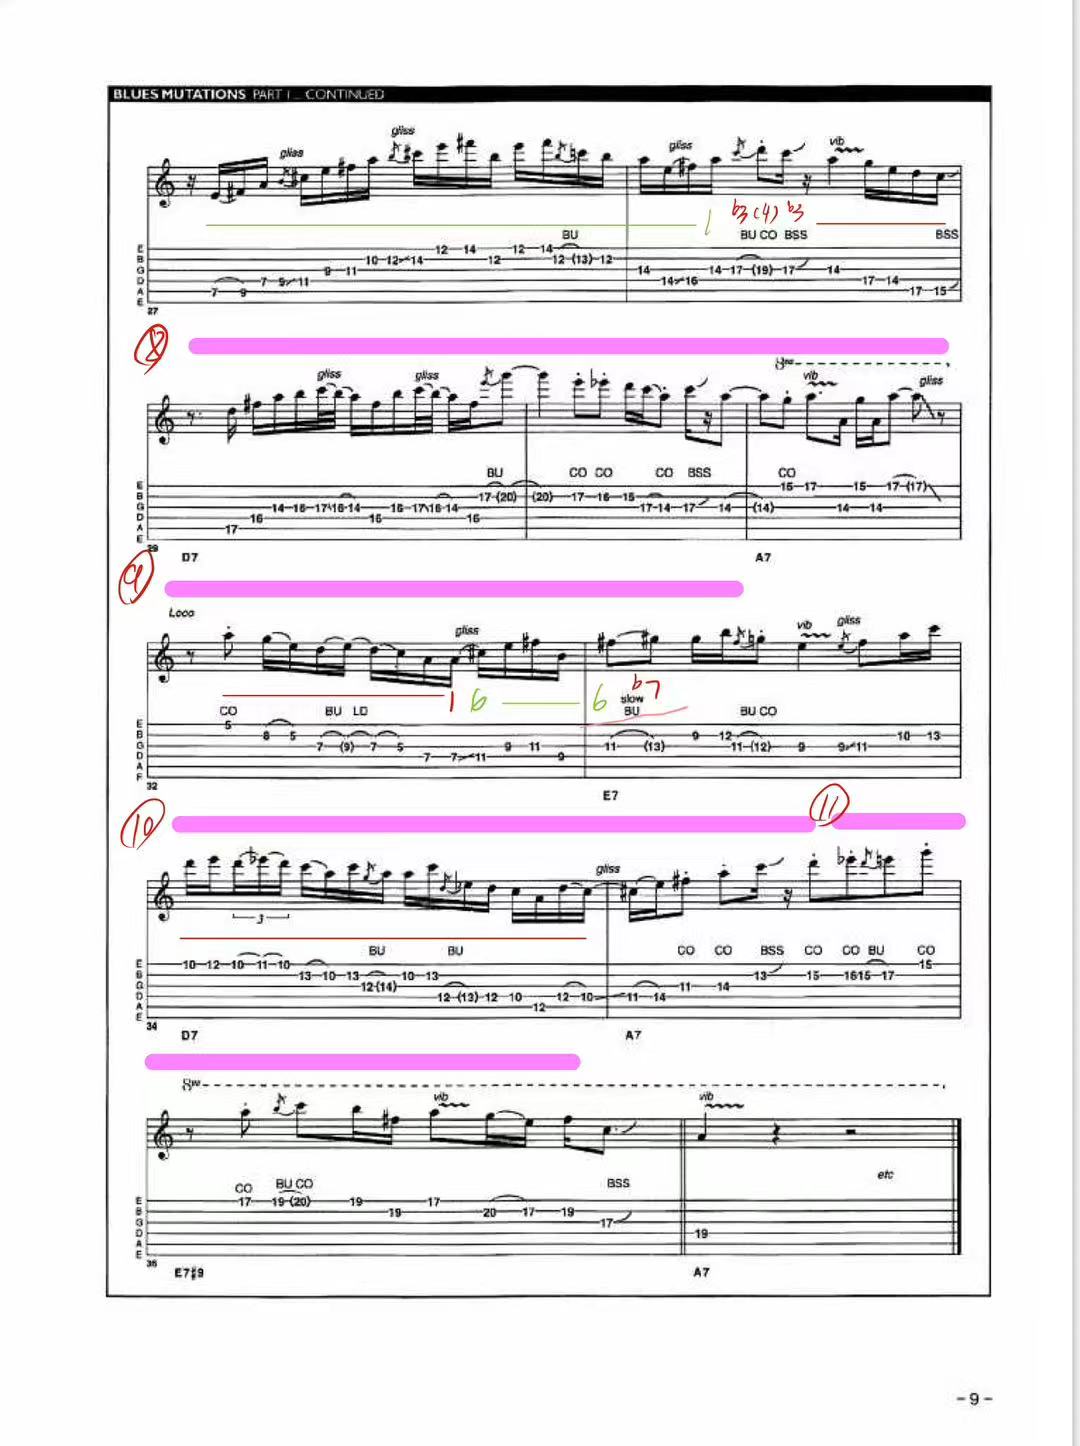 BLUES MUTATIONS PART 1 ... CONTINUED
gliss gliss gliss vib
1 b3 (4) b3
BU BU CO BSS BSS
E
B 12 14 12 14
G 10 12 14 12 12 (13) 12
D 9 11 14 14 17 (19) 17 14
A 7 9 11 14 16 17 14
E 7 9 17 15
27
8
gliss gliss 8va vib gliss
BU CO CO CO BSS CO
E 15 17 15 17 (17)
B 17 (20) (20) 17 16 15
G 14 16 17 16 14 16 17 16 14 17 14 17 14 (14) 14 14
D 16 16 16
A 17
E
29
D7 A7
9
Loco
gliss vib gliss
1 6 6 b7
slow
CO BU LD BU BU CO
E 5
B 8 5 9 12 10 13
G 7 (9) 7 5 9 11 11 (13) 11 (12) 9 9 11
D 7 7 11 9
A
E
32
E7
10 11
gliss
3
BU BU CO CO BSS CO CO BU CO
E 10 12 10 11 10 15
B 13 10 13 10 13 13 15 16 15 17
G 12 (14) 11 14
D 12 (13) 12 10 12 10 11 14
A 12
E
34
D7 A7
8va
vib vib
etc
CO BU CO BSS
E 17 19 (20) 19 17
B 19 20 17 19
G 17
D 19
A
E
36
E7#9 A7
- 9 -